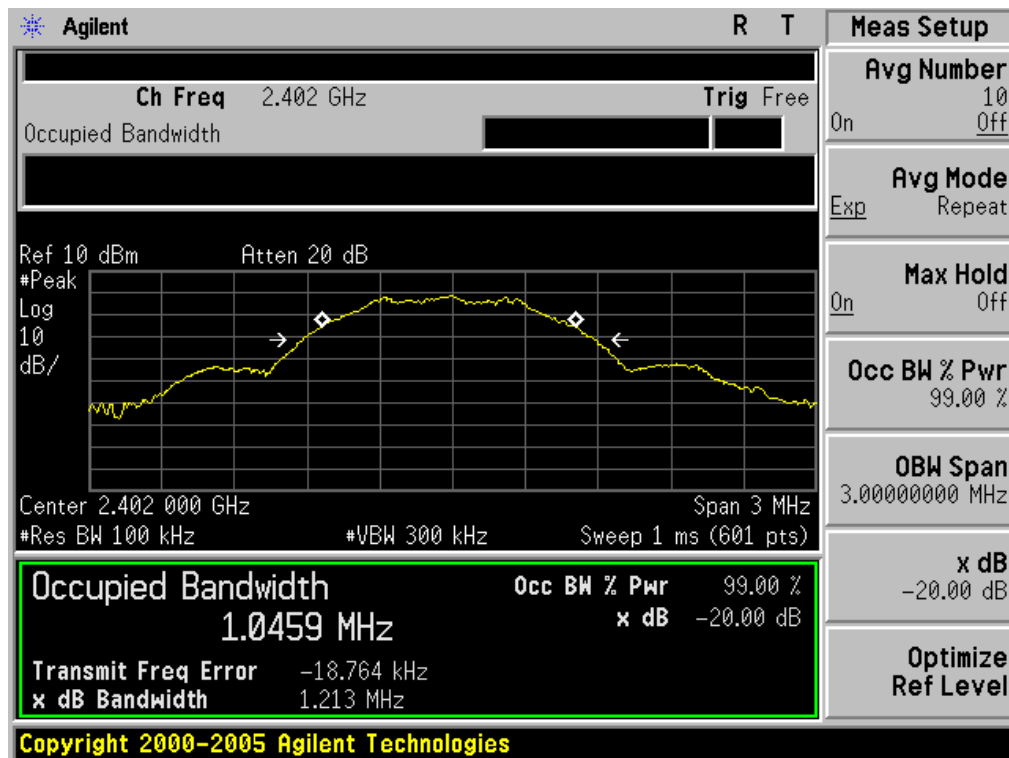 Agilent R T
Ch Freq 2.402 GHz Trig Free
Occupied Bandwidth
Ref 10 dBm Atten 20 dB
#Peak
Log
10
dB/
Center 2.402 000 GHz Span 3 MHz
#Res BW 100 kHz #VBW 300 kHz Sweep 1 ms (601 pts)
Occupied Bandwidth
1.0459 MHz
Occ BW % Pwr 99.00 %
x dB -20.00 dB
Transmit Freq Error -18.764 kHz
x dB Bandwidth 1.213 MHz
Copyright 2000-2005 Agilent Technologies
Meas Setup
Avg Number
10
On Off
Avg Mode
Exp Repeat
Max Hold
On Off
Occ BW % Pwr
99.00 %
OBW Span
3.00000000 MHz
x dB
-20.00 dB
Optimize
Ref Level